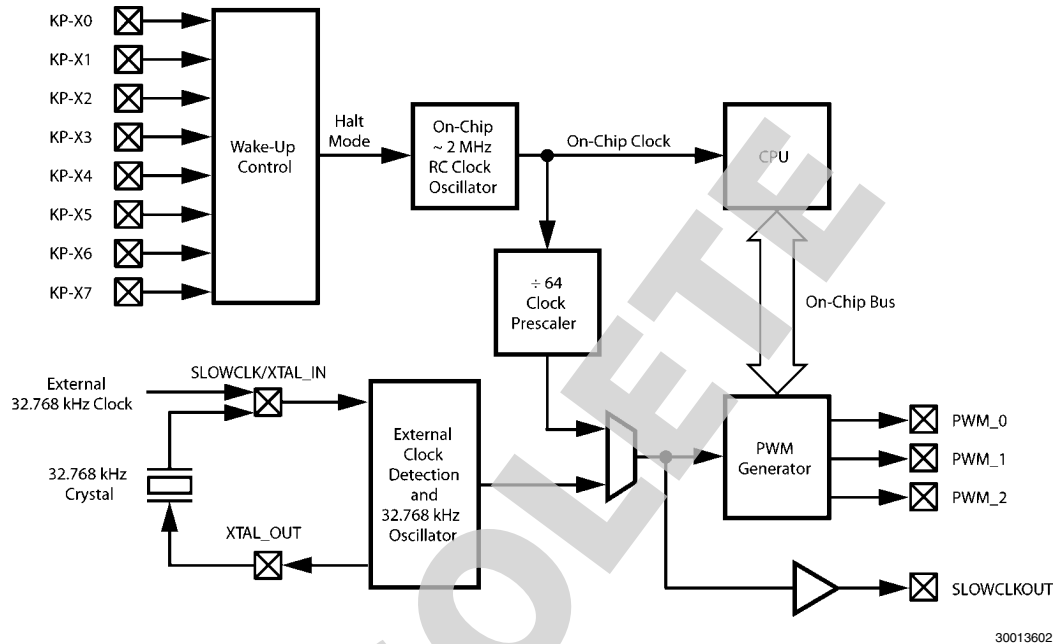 KP-X0
KP-X1
KP-X2
KP-X3
KP-X4
KP-X5
KP-X6
KP-X7
Wake-Up
Control
Halt
Mode
On-Chip
~ 2 MHz
RC Clock
Oscillator
On-Chip Clock
CPU
÷ 64
Clock
Prescaler
On-Chip Bus
SLOWCLK/XTAL_IN
External
32.768 kHz Clock
32.768 kHz
Crystal
XTAL_OUT
External
Clock
Detection
and
32.768 kHz
Oscillator
PWM
Generator
PWM_0
PWM_1
PWM_2
SLOWCLKOUT
30013602
OLETE